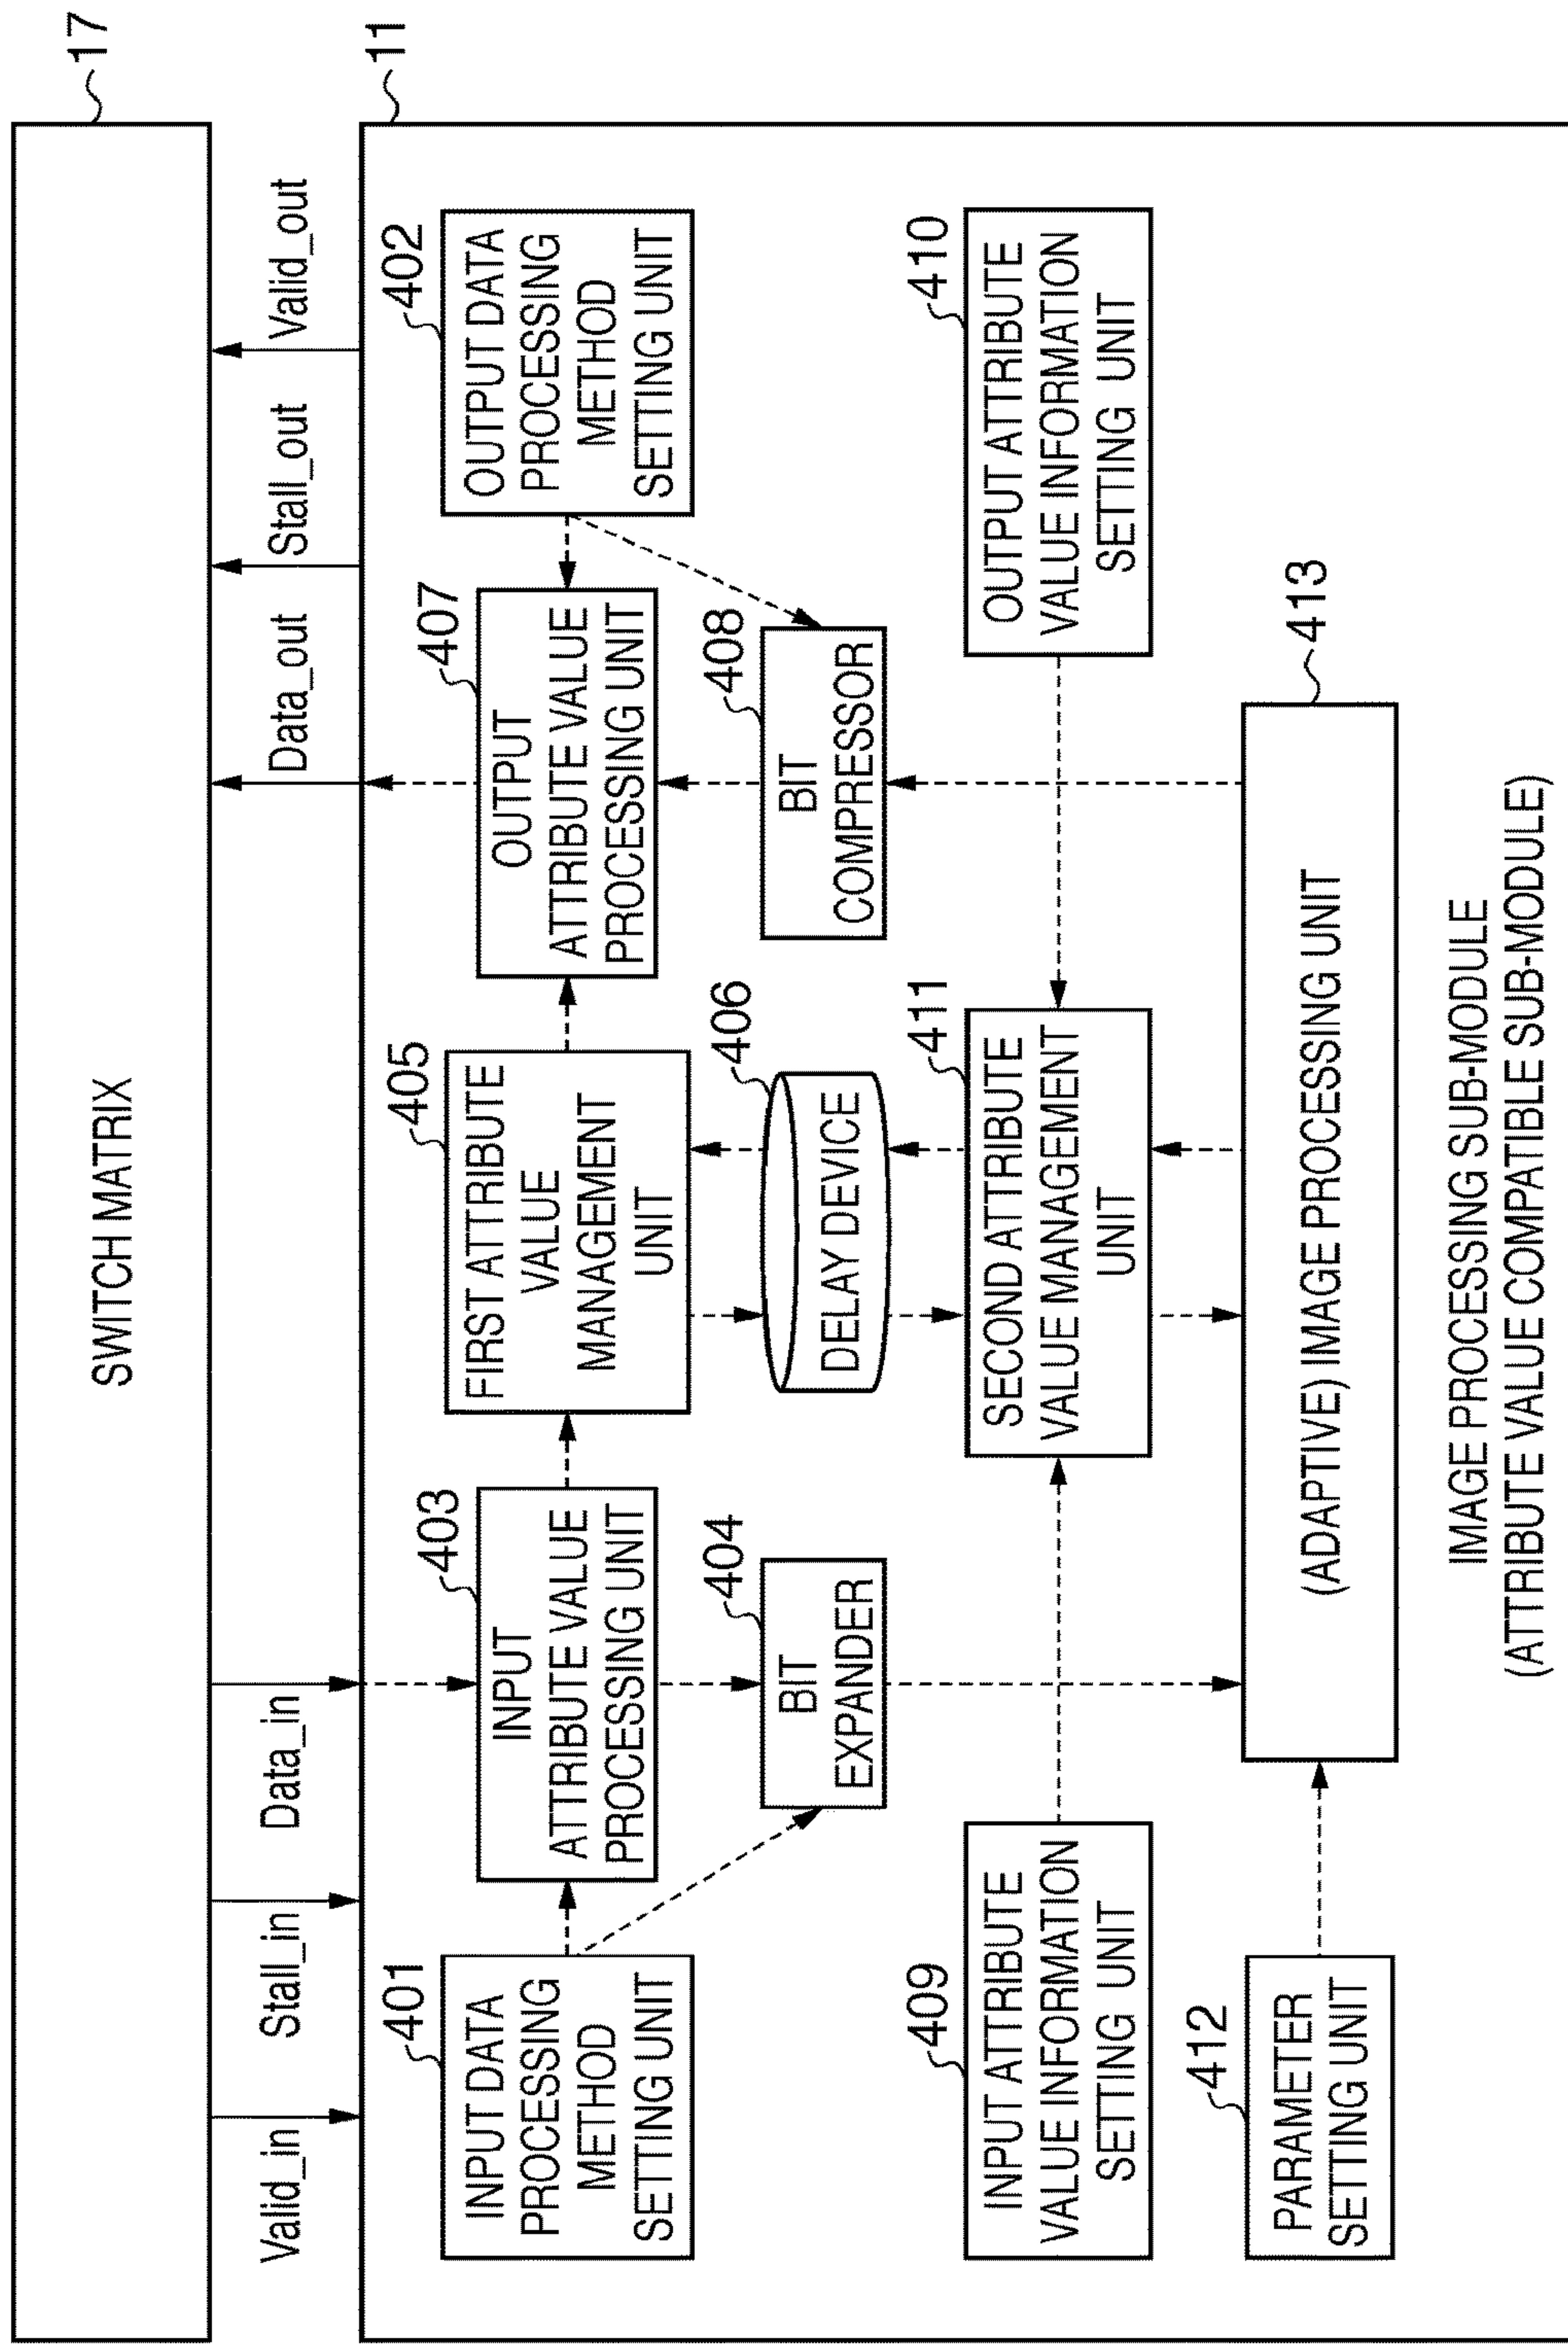 SWITCH MATRIX
17
Valid_in
Stall_in
Data_in
Data_out
Stall_out
Valid_out
11
401
INPUT DATA
PROCESSING
METHOD
SETTING UNIT
403
INPUT
ATTRIBUTE VALUE
PROCESSING UNIT
405
FIRST ATTRIBUTE
VALUE
MANAGEMENT
UNIT
407
OUTPUT
ATTRIBUTE VALUE
PROCESSING UNIT
402
OUTPUT DATA
PROCESSING
METHOD
SETTING UNIT
404
BIT
EXPANDER
406
DELAY DEVICE
408
BIT
COMPRESSOR
409
INPUT ATTRIBUTE
VALUE INFORMATION
SETTING UNIT
411
SECOND ATTRIBUTE
VALUE MANAGEMENT
UNIT
410
OUTPUT ATTRIBUTE
VALUE INFORMATION
SETTING UNIT
412
PARAMETER
SETTING UNIT
413
(ADAPTIVE) IMAGE PROCESSING UNIT
IMAGE PROCESSING SUB-MODULE
(ATTRIBUTE VALUE COMPATIBLE SUB-MODULE)